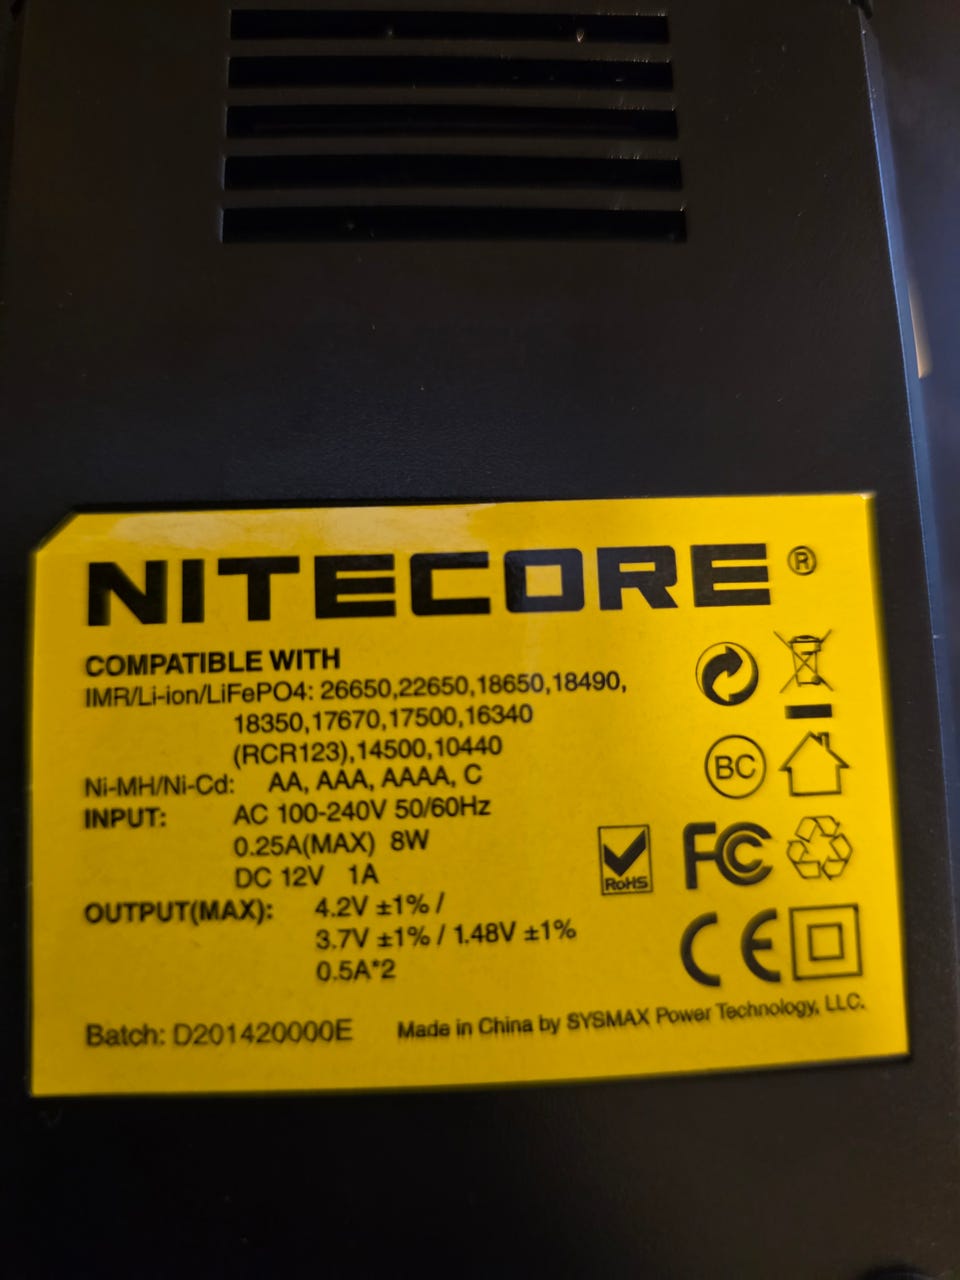 NITECORE®
COMPATIBLE WITH
IMR/Li-ion/LiFePO4: 26650,22650,18650,18490,
18350,17670,17500,16340
(RCR123),14500,10440
Ni-MH/Ni-Cd: AA, AAA, AAAA, C
INPUT: AC 100-240V 50/60Hz
0.25A(MAX) 8W
DC 12V 1A
OUTPUT(MAX): 4.2V ±1% /
3.7V ±1% / 1.48V ±1%
0.5A*2
BC
RoHS
FCC
CE
Batch: D201420000E
Made in China by SYSMAX Power Technology, LLC.